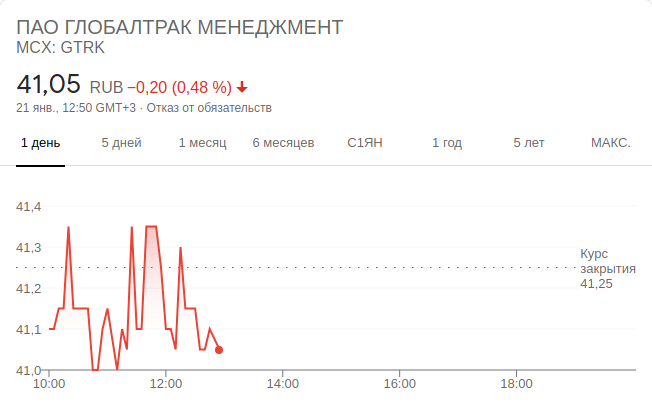 ПАО ГЛОБАЛТРАК МЕНЕДЖМЕНТ
MCX: GTRK
41,05 RUB −0,20 (0,48 %)
21 янв., 12:50 GMT+3 · Отказ от обязательств
1 день 5 дней 1 месяц 6 месяцев С1ЯН 1 год 5 лет МАКС.
41,4
41,3
41,2
41,1
41,0
Курс
закрытия
41,25
10:00 12:00 14:00 16:00 18:00